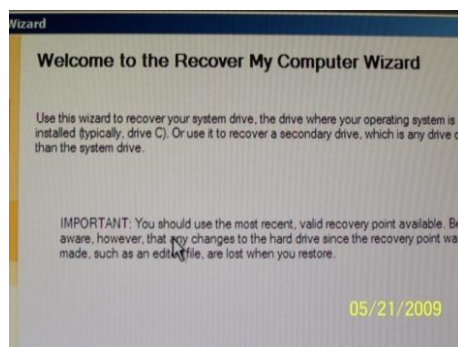 Wizard
Welcome to the Recover My Computer Wizard
Use this wizard to recover your system drive, the drive where your operating system is
installed (typically, drive C). Or use it to recover a secondary drive, which is any drive
than the system drive.
IMPORTANT: You should use the most recent, valid recovery point available. Be
aware, however, that any changes to the hard drive since the recovery point wa
made, such as an edited file, are lost when you restore.
05/21/2009